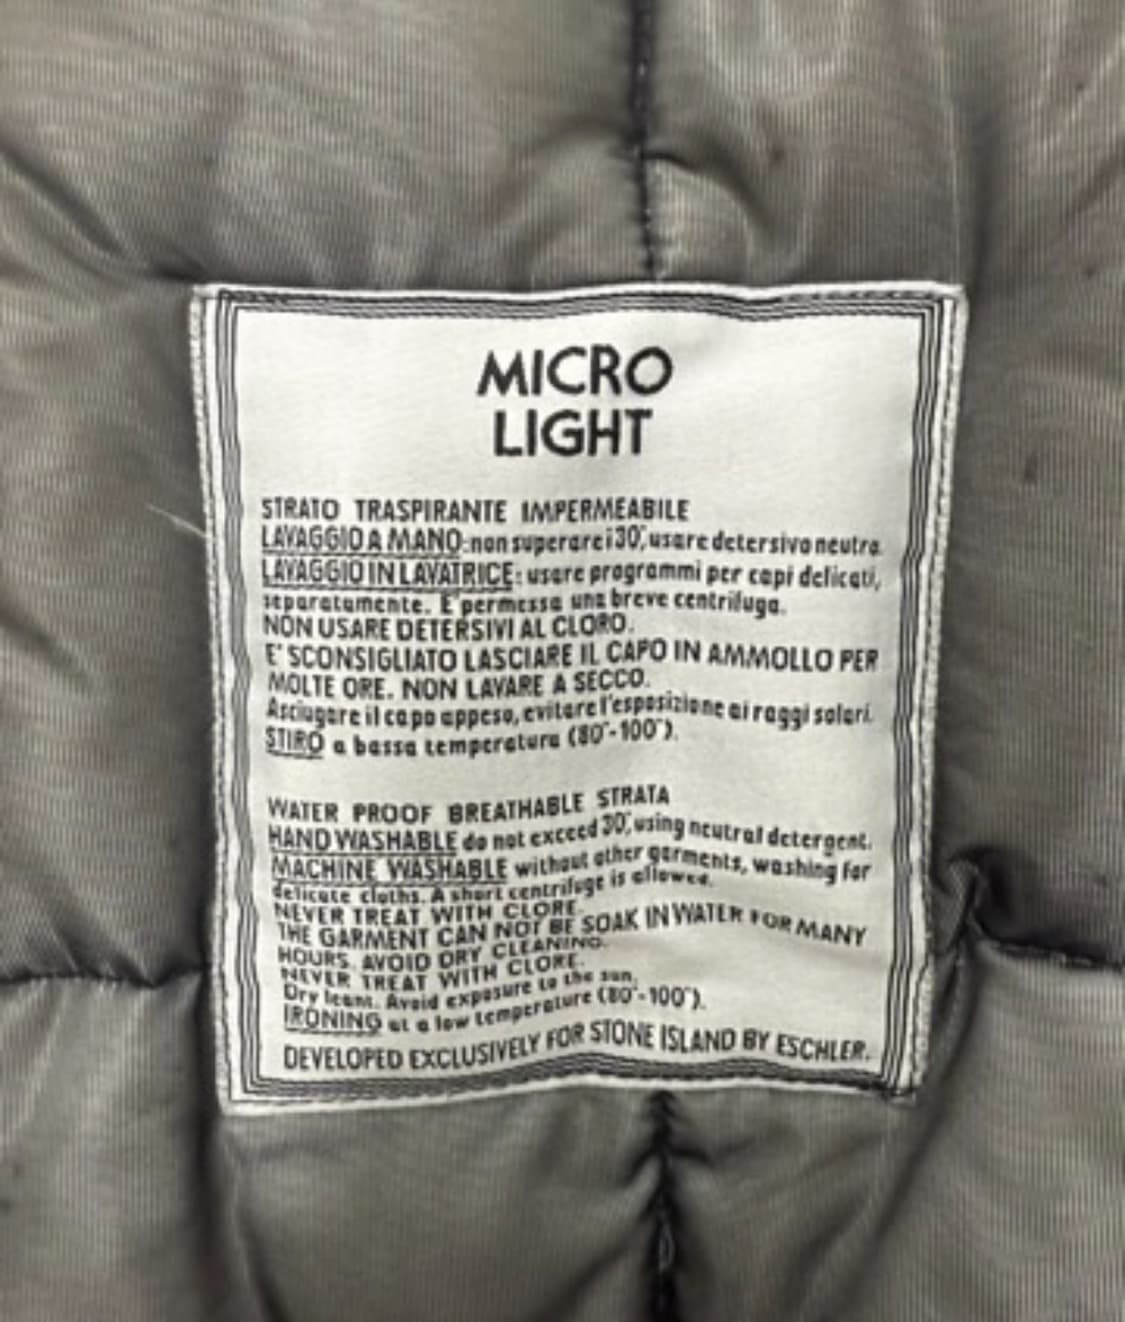 MICRO
LIGHT
STRATO TRASPIRANTE IMPERMEABILE
LAVAGGIO A MANO: non superare i 30°, usare detersivo neutro.
LAVAGGIO IN LAVATRICE: usare programmi per capi delicati,
separatamente. E' permessa una breve centrifuga.
NON USARE DETERSIVI AL CLORO.
E' SCONSIGLIATO LASCIARE IL CAPO IN AMMOLLO PER
MOLTE ORE. NON LAVARE A SECCO.
Asciugare il capo appeso, evitare l'esposizione ai raggi solari.
STIRO a bassa temperatura (80°-100°).
WATER PROOF BREATHABLE STRATA
HAND WASHABLE do not exceed 30°, using neutral detergent.
MACHINE WASHABLE without other garments, washing for
delicate cloths. A short centrifuge is allowed.
NEVER TREAT WITH CLORE.
THE GARMENT CAN NOT BE SOAK IN WATER FOR MANY
HOURS. AVOID DRY CLEANING.
NEVER TREAT WITH CLORE.
Dry leant. Avoid exposure to the sun.
IRONING at a low temperature (80°-100°).
DEVELOPED EXCLUSIVELY FOR STONE ISLAND BY ESCHLER.